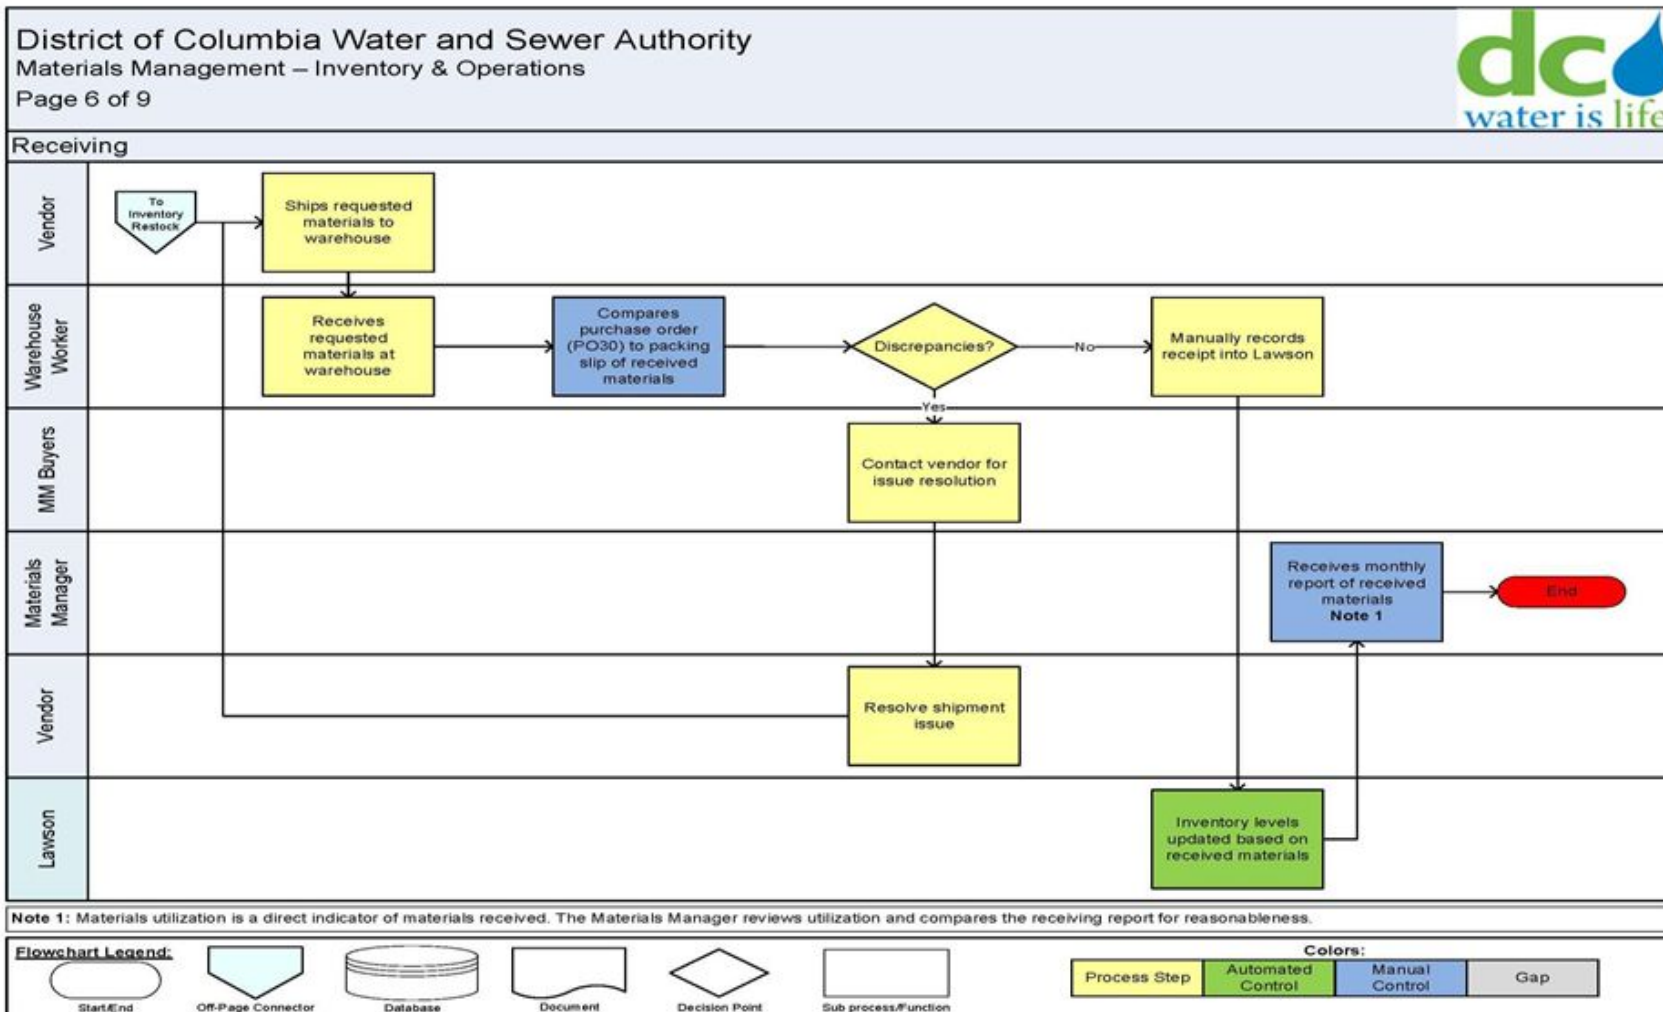 District of Columbia Water and Sewer Authority
Materials Management – Inventory & Operations
Page 6 of 9
dc
water is life
Receiving
Vendor
To
Inventory
Restock
Ships requested
materials to
warehouse
Warehouse
Worker
Receives
requested
materials at
warehouse
Compares
purchase order
(PO30) to packing
slip of received
materials
Discrepancies?
No
Manually records
receipt into Lawson
Yes
MM Buyers
Contact vendor for
issue resolution
Materials
Manager
Receives monthly
report of received
materials
Note 1
End
Vendor
Resolve shipment
issue
Lawson
Inventory levels
updated based on
received materials
Note 1: Materials utilization is a direct indicator of materials received. The Materials Manager reviews utilization and compares the receiving report for reasonableness.
Flowchart Legend:
Start/End
Off-Page Connector
Database
Document
Decision Point
Sub process/Function
Colors:
Process Step
Automated
Control
Manual
Control
Gap